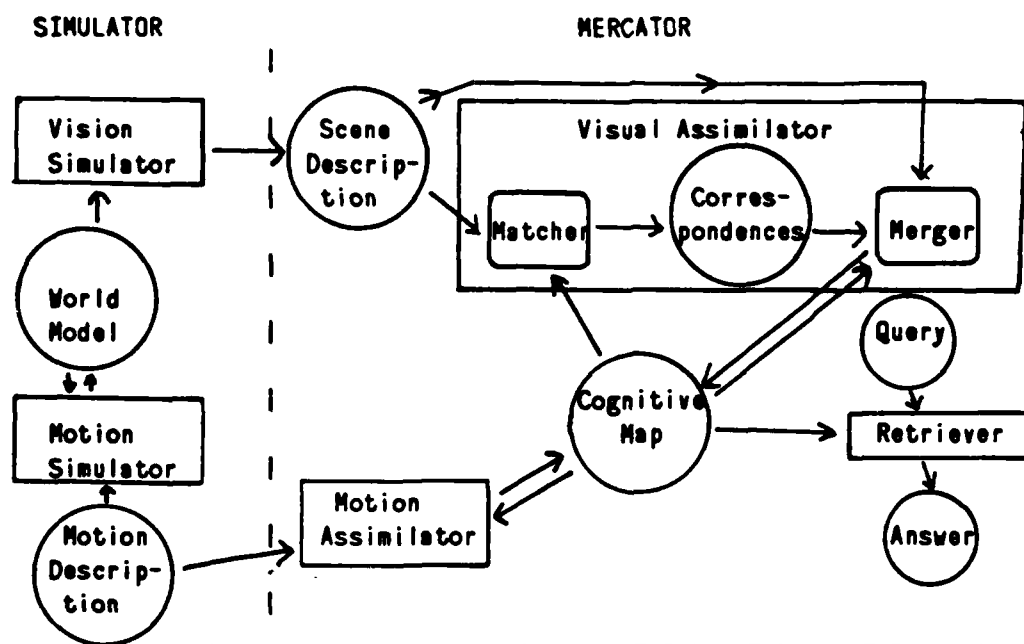 SIMULATOR
MERCATOR
Vision
Simulator
Scene
Descrip-
tion
Visual Assimilator
Matcher
Corres-
pondences
Merger
World
Model
Query
Cognitive
Map
Retriever
Motion
Simulator
Motion
Assimilator
Answer
Motion
Descrip-
tion